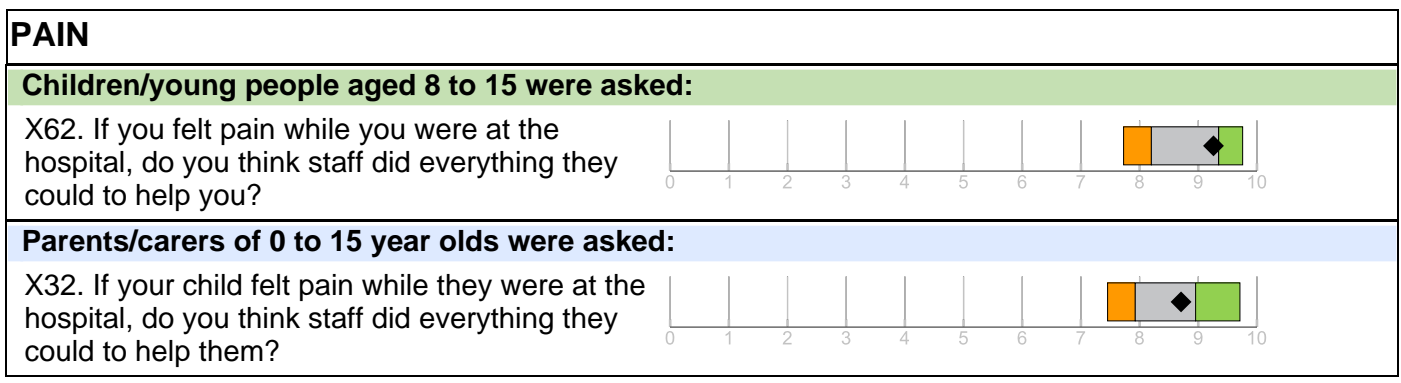 PAIN
Children/young people aged 8 to 15 were asked:
X62. If you felt pain while you were at the
hospital, do you think staff did everything they
could to help you?
0 1 2 3 4 5 6 7 8 9 10
Parents/carers of 0 to 15 year olds were asked:
X32. If your child felt pain while they were at the
hospital, do you think staff did everything they
could to help them?
0 1 2 3 4 5 6 7 8 9 10